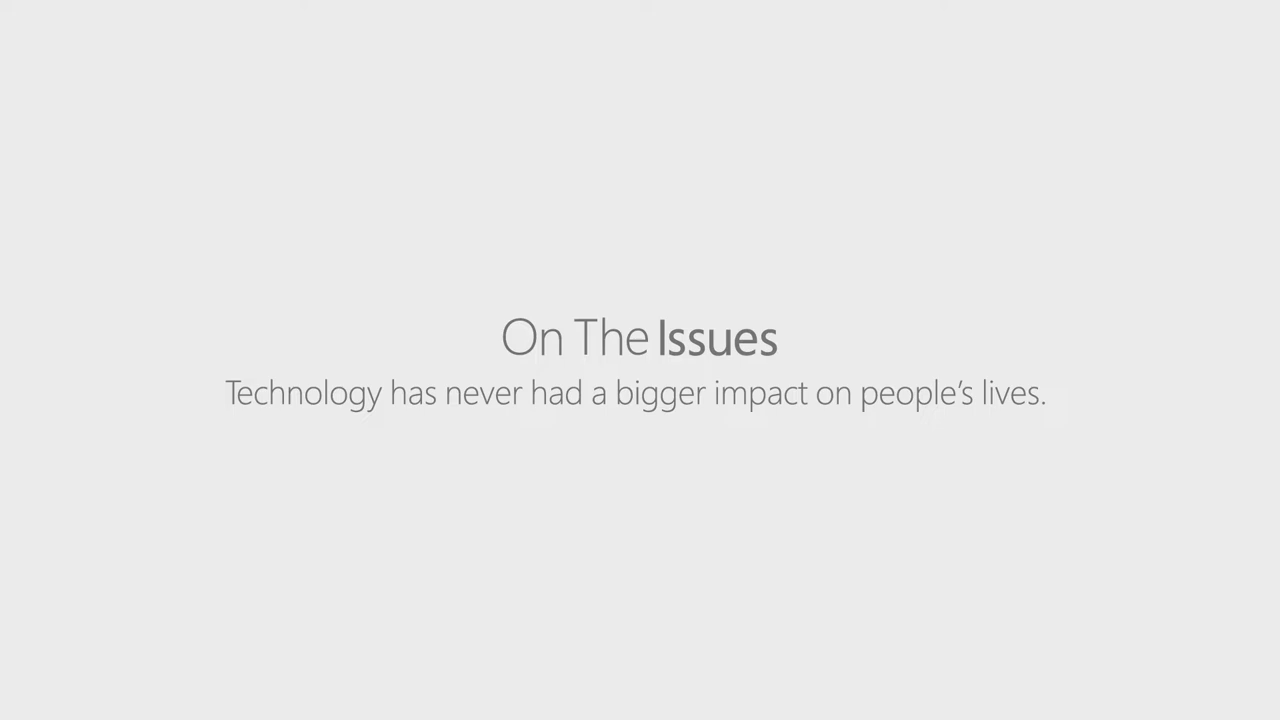 On The Issues
Technology has never had a bigger impact on people’s lives.